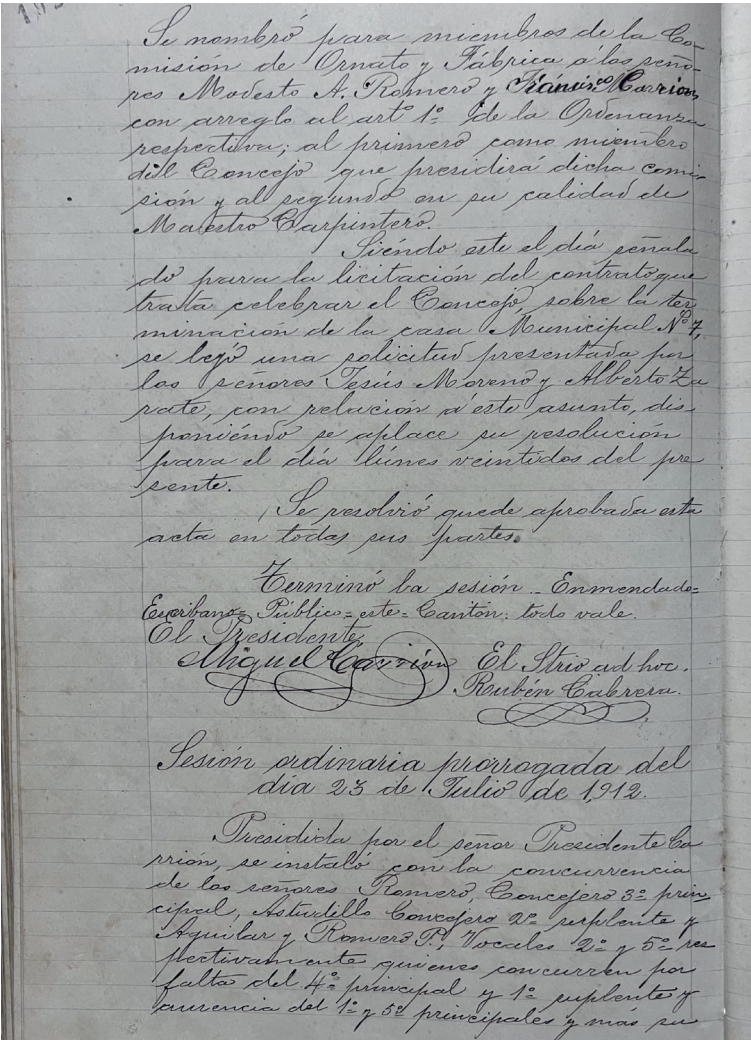 Se nombró para miembros de la Co-
misión de Ornato y Fábrica a los seño-
res Modesto A. Romero y Francisco Carrión,
con arreglo al artº 1º de la Ordenanza
respectiva; al primero como miembro
del Concejo que presidirá dicha comi-
sión y al segundo en su calidad de
Maestro Carpintero.
Siéndo este el día señala
do para la licitación del contrato que
trata celebrar el Concejo sobre la ter
minación de la casa Municipal Nº 7,
se leyó una solicitud presentada por
los señores Jesús Moreno y Alberto Za
rate, con relación a este asunto, dis
poniéndose aplace su resolución
para el día lúnes veintidos del pre
sente.
Se resolvió quede aprobada esta
acta en todas sus partes.
Terminó la sesión - Enmendado=
Escribano= Público= este= Cantón: todo vale.
El Presidente
Miguel Carrión El Strio ad hoc.
Rubén Cabrera.
Sesión ordinaria prorrogada del
día 23 de Julio de 1,912.
Presidida por el señor Presidente Ca
rrión, se instaló con la concurrencia
de los señores Romero, Concejero 3º prin
cipal, Astudillo Concejero 2º suplente y
Aguilar y Romero P., Vocales 2º y 5º res
pectivamente quienes concurren por
falta del 4º principal y 1º suplente y
ausencia del 1º y 5º principales y más su